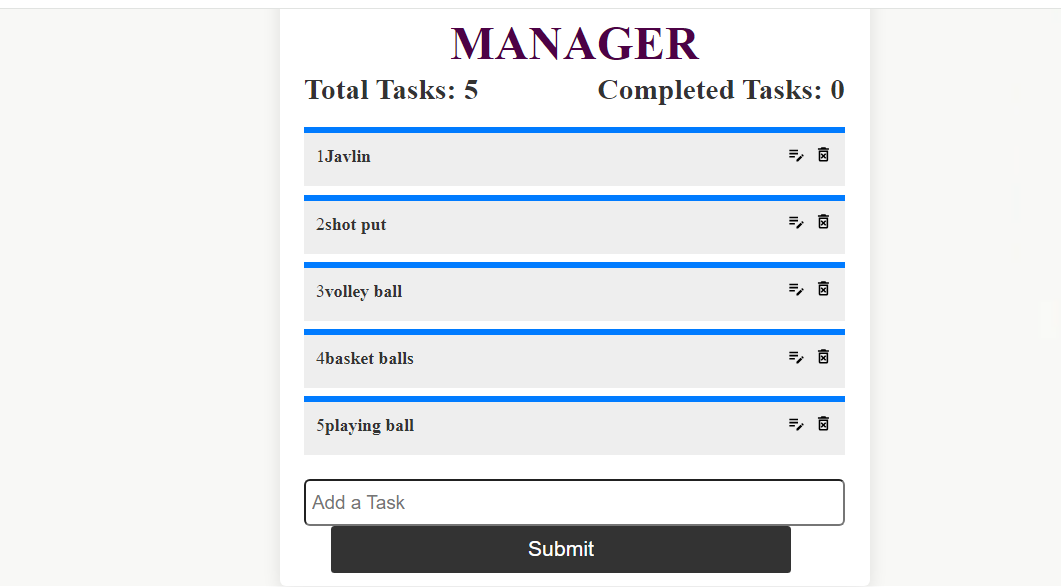 MANAGER
Total Tasks: 5 Completed Tasks: 0
1Javlin
2shot put
3volley ball
4basket balls
5playing ball
Add a Task
Submit